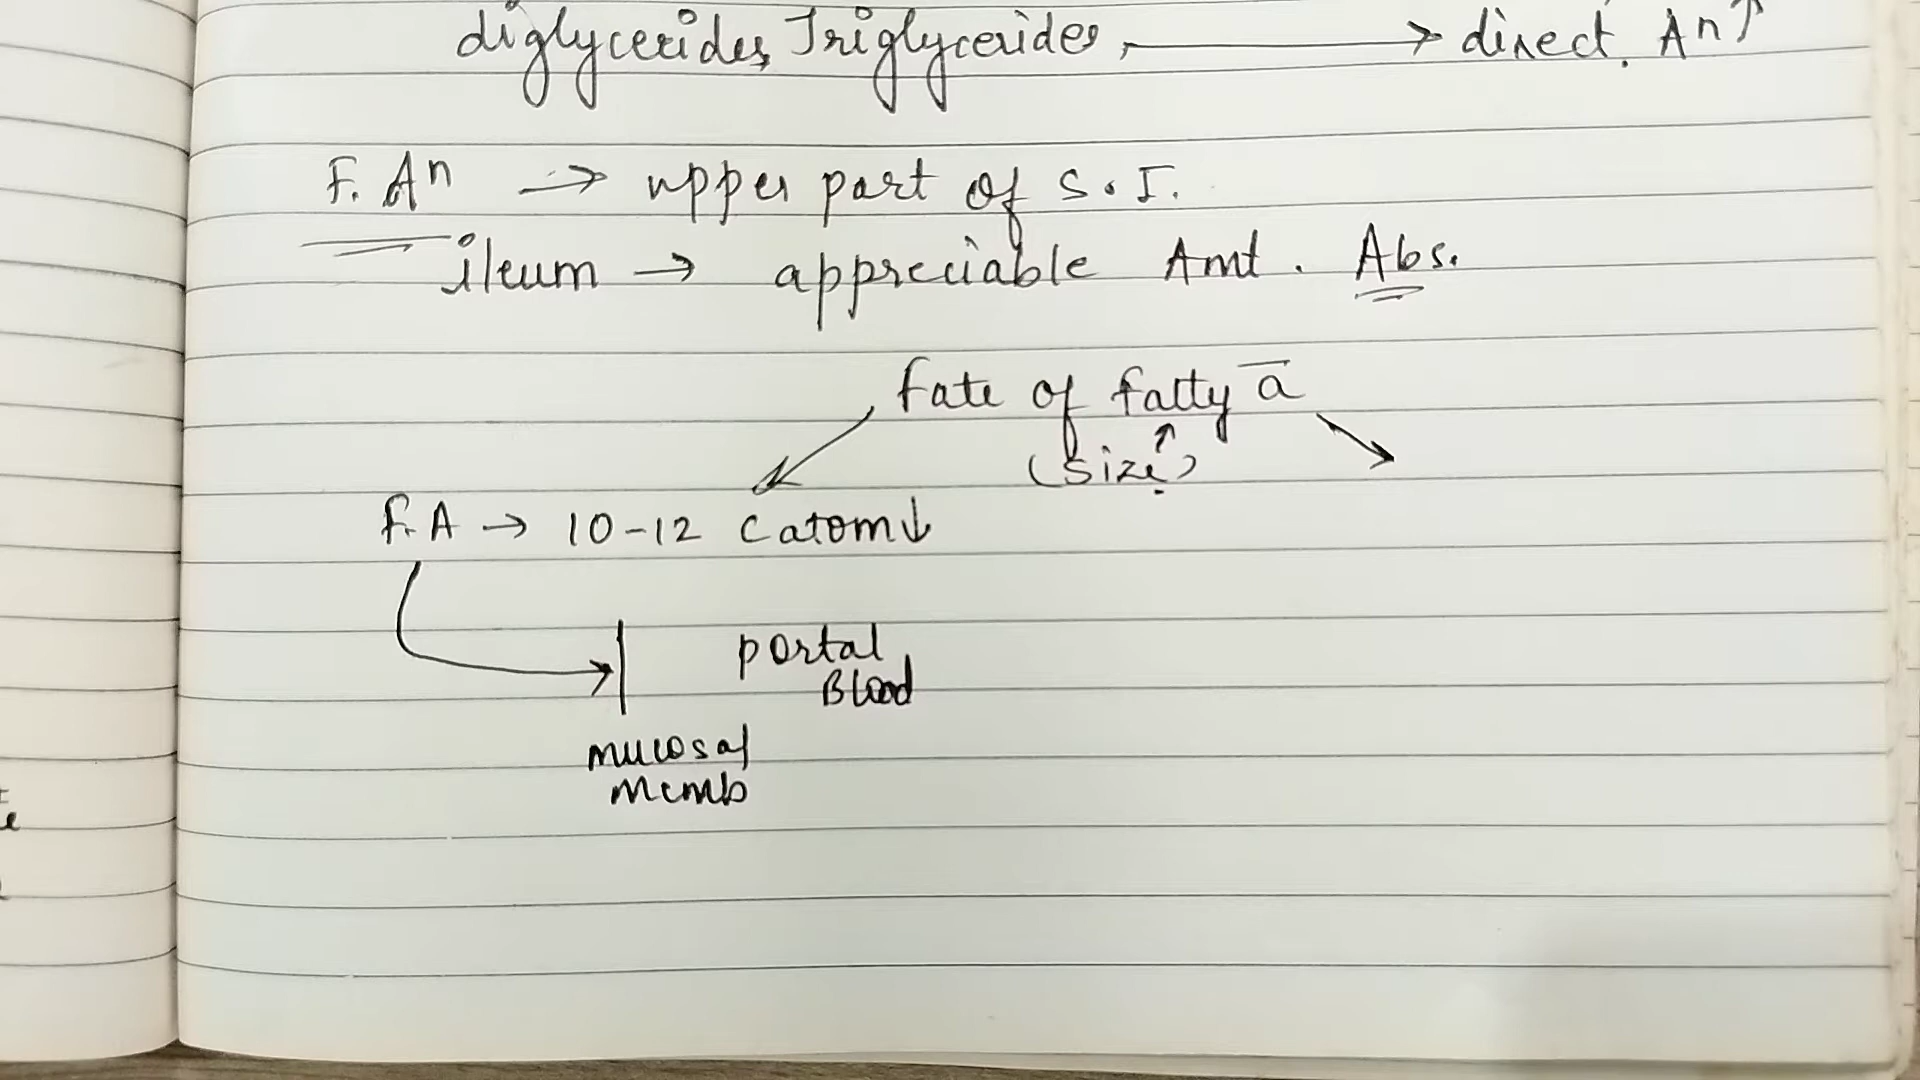 diglycerides, Triglycerides, → direct. Aⁿ↑
F. Aⁿ → upper part of S.I.
ileum → appreciable Amt. Abs.
Fate of fatty a̅
(size↑)
F.A → 10-12 C atom↓
portal
Blood
mucosal
Memb